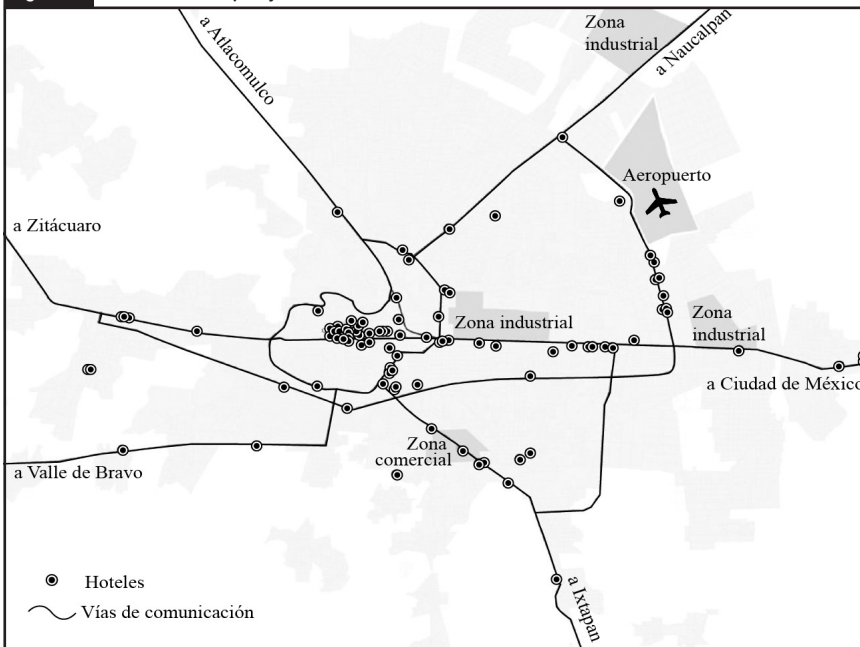 Zona
industrial
a Naucalpan
a Atlacomulco
Aeropuerto
a Zitácuaro
Zona industrial
Zona
industrial
a Ciudad de México
Zona
comercial
a Valle de Bravo
Hoteles
Vías de comunicación
a Ixtapan